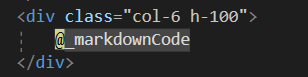 <div class="col-6 h-100">
@_markdownCode
</div>